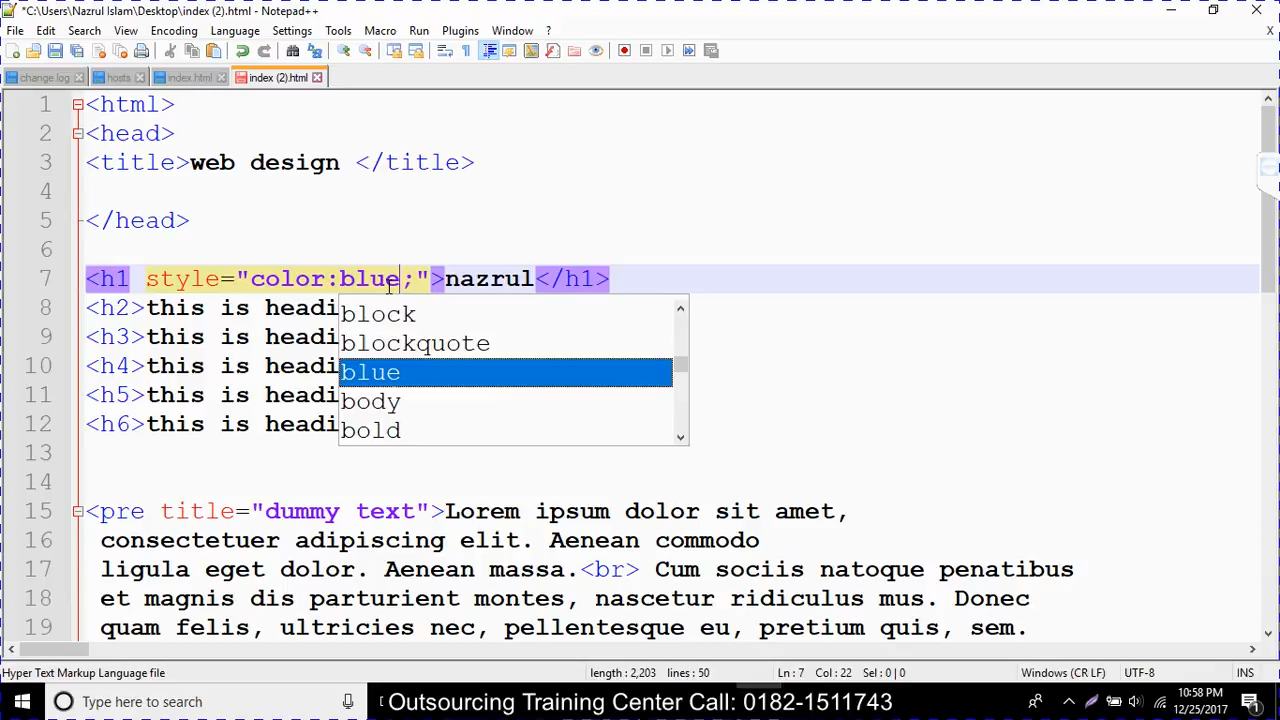 *C:\Users\Nazrul Islam\Desktop\index (2).html - Notepad++
File Edit Search View Encoding Language Settings Tools Macro Run Plugins Window ? X
change.log hosts index.html index (2).html
1 <html>
2 <head>
3 <title>web design </title>
4
5 </head>
6
7 <h1 style="color:blue;">nazrul</h1>
8 <h2>this is headi
9 <h3>this is headi
10 <h4>this is headi
11 <h5>this is headi
12 <h6>this is headi
block
blockquote
blue
body
bold
13
14
15 <pre title="dummy text">Lorem ipsum dolor sit amet,
16 consectetuer adipiscing elit. Aenean commodo
17 ligula eget dolor. Aenean massa.<br> Cum sociis natoque penatibus
18 et magnis dis parturient montes, nascetur ridiculus mus. Donec
19 quam felis, ultricies nec, pellentesque eu, pretium quis, sem.
Hyper Text Markup Language file length : 2,203 lines : 50 Ln : 7 Col : 22 Sel : 0 | 0 Windows (CR LF) UTF-8 INS
Type here to search [ Outsourcing Training Center Call: 0182-1511743 10:58 PM
12/25/2017